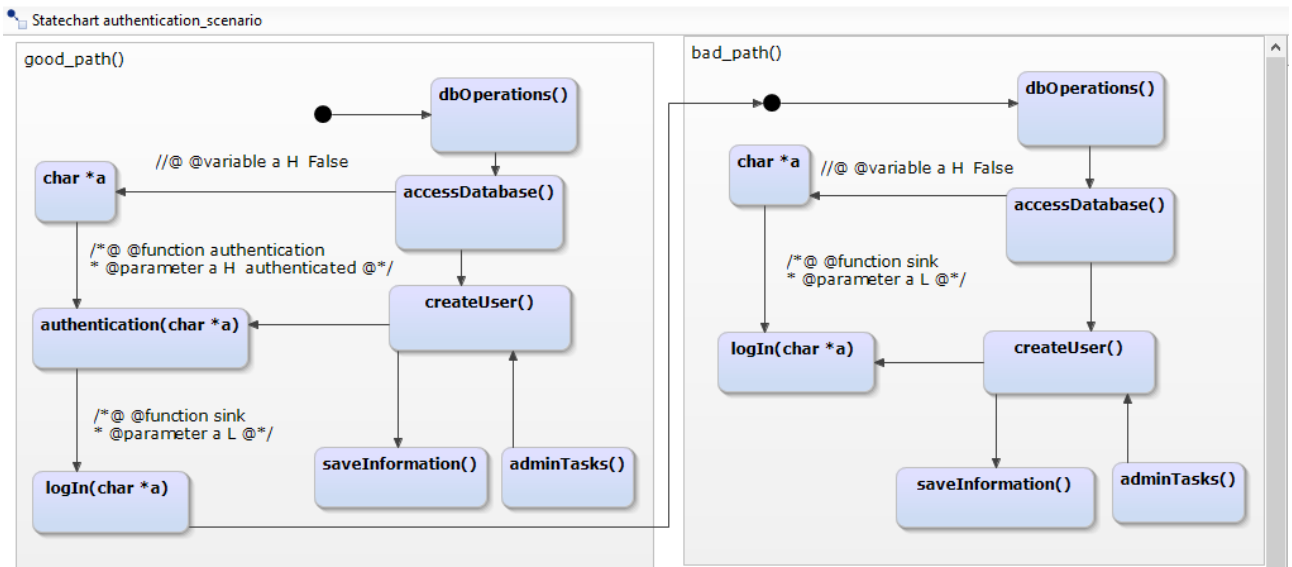 Statechart authentication_scenario
good_path()
dbOperations()
//@ @variable a H  False
char *a
accessDatabase()
/*@ @function authentication
* @parameter a H  authenticated @*/
createUser()
authentication(char *a)
/*@ @function sink
* @parameter a L @*/
saveInformation()
adminTasks()
logIn(char *a)
bad_path()
dbOperations()
char *a
//@ @variable a H  False
accessDatabase()
/*@ @function sink
* @parameter a L @*/
logIn(char *a)
createUser()
saveInformation()
adminTasks()